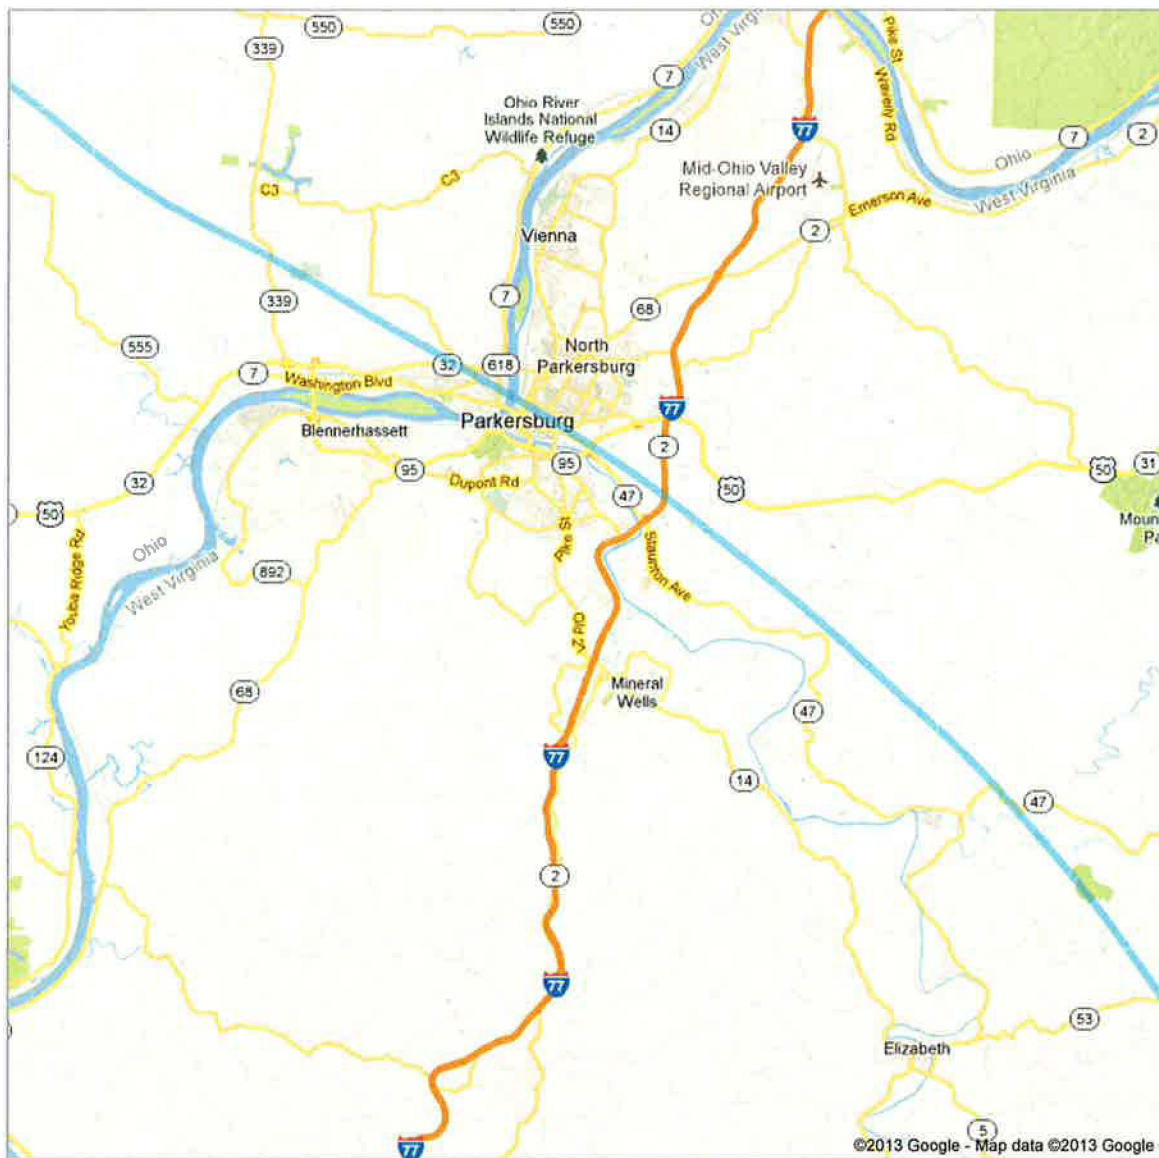 550
550
Oh
West Virginia
Pike St
339
7
Ohio River
Islands National
Wildlife Refuge
14
77
Waverly Rd
7
2
Mid-Ohio Valley
Regional Airport
Ohio
West Virginia
C3
C3
Emerson Ave
Vienna
2
7
339
68
555
North
Parkersburg
32
618
7
Washington Blvd
77
Parkersburg
Blennerhassett
2
95
95
50
31
32
Dupont Rd
47
50
50
Moun
Pa
Pike St
Ohio
West Virginia
Staunton Ave
892
Youba Ridge Rd
Old 21
68
Mineral
Wells
47
124
77
14
47
2
77
53
Elizabeth
5
77
©2013 Google - Map data ©2013 Google